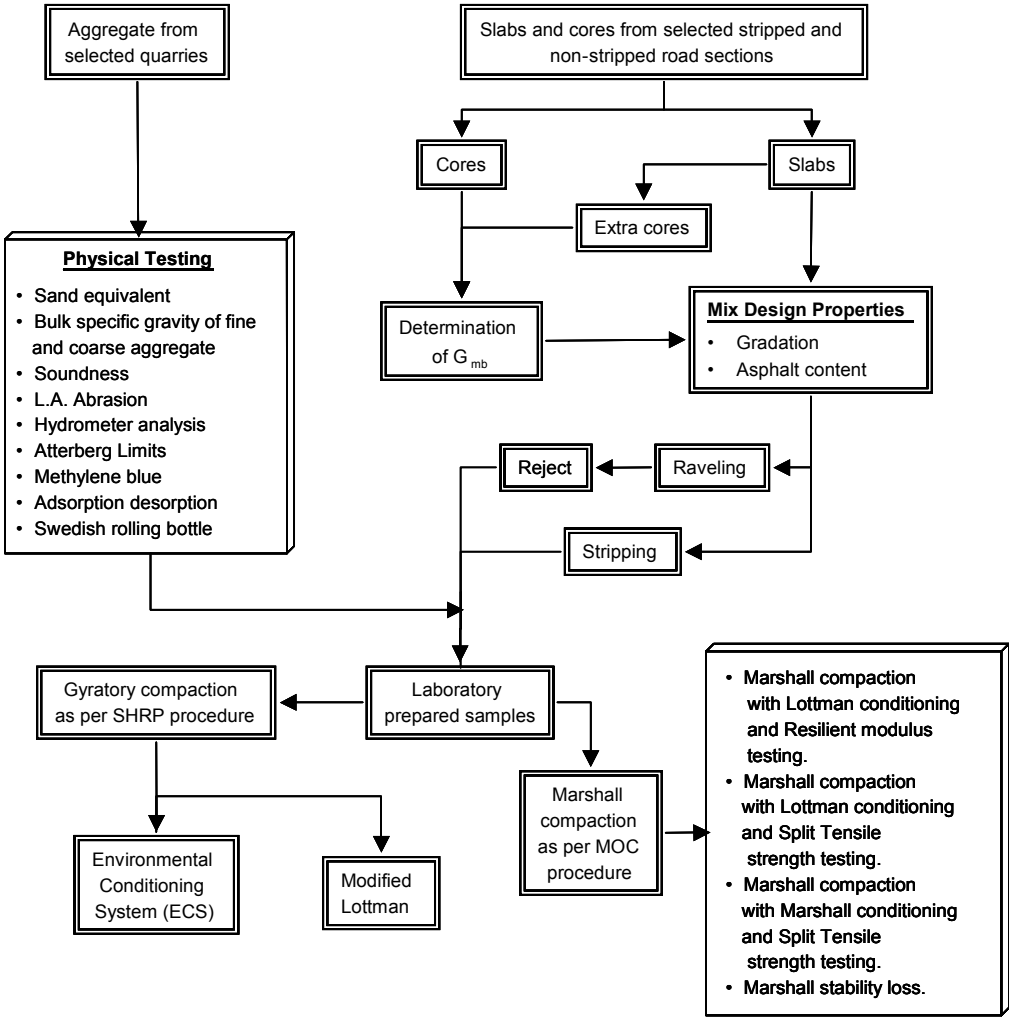 Aggregate from
selected quarries
Slabs and cores from selected stripped and
non-stripped road sections
Cores
Slabs
Extra cores
Physical Testing
• Sand equivalent
• Bulk specific gravity of fine
and coarse aggregate
• Soundness
• L.A. Abrasion
• Hydrometer analysis
• Atterberg Limits
• Methylene blue
• Adsorption desorption
• Swedish rolling bottle
Determination
of G mb
Mix Design Properties
• Gradation
• Asphalt content
Reject
Raveling
Stripping
Gyratory compaction
as per SHRP procedure
Laboratory
prepared samples
Marshall
compaction
as per MOC
procedure
Environmental
Conditioning
System (ECS)
Modified
Lottman
• Marshall compaction
with Lottman conditioning
and Resilient modulus
testing.
• Marshall compaction
with Lottman conditioning
and Split Tensile
strength testing.
• Marshall compaction
with Marshall conditioning
and Split Tensile
strength testing.
• Marshall stability loss.